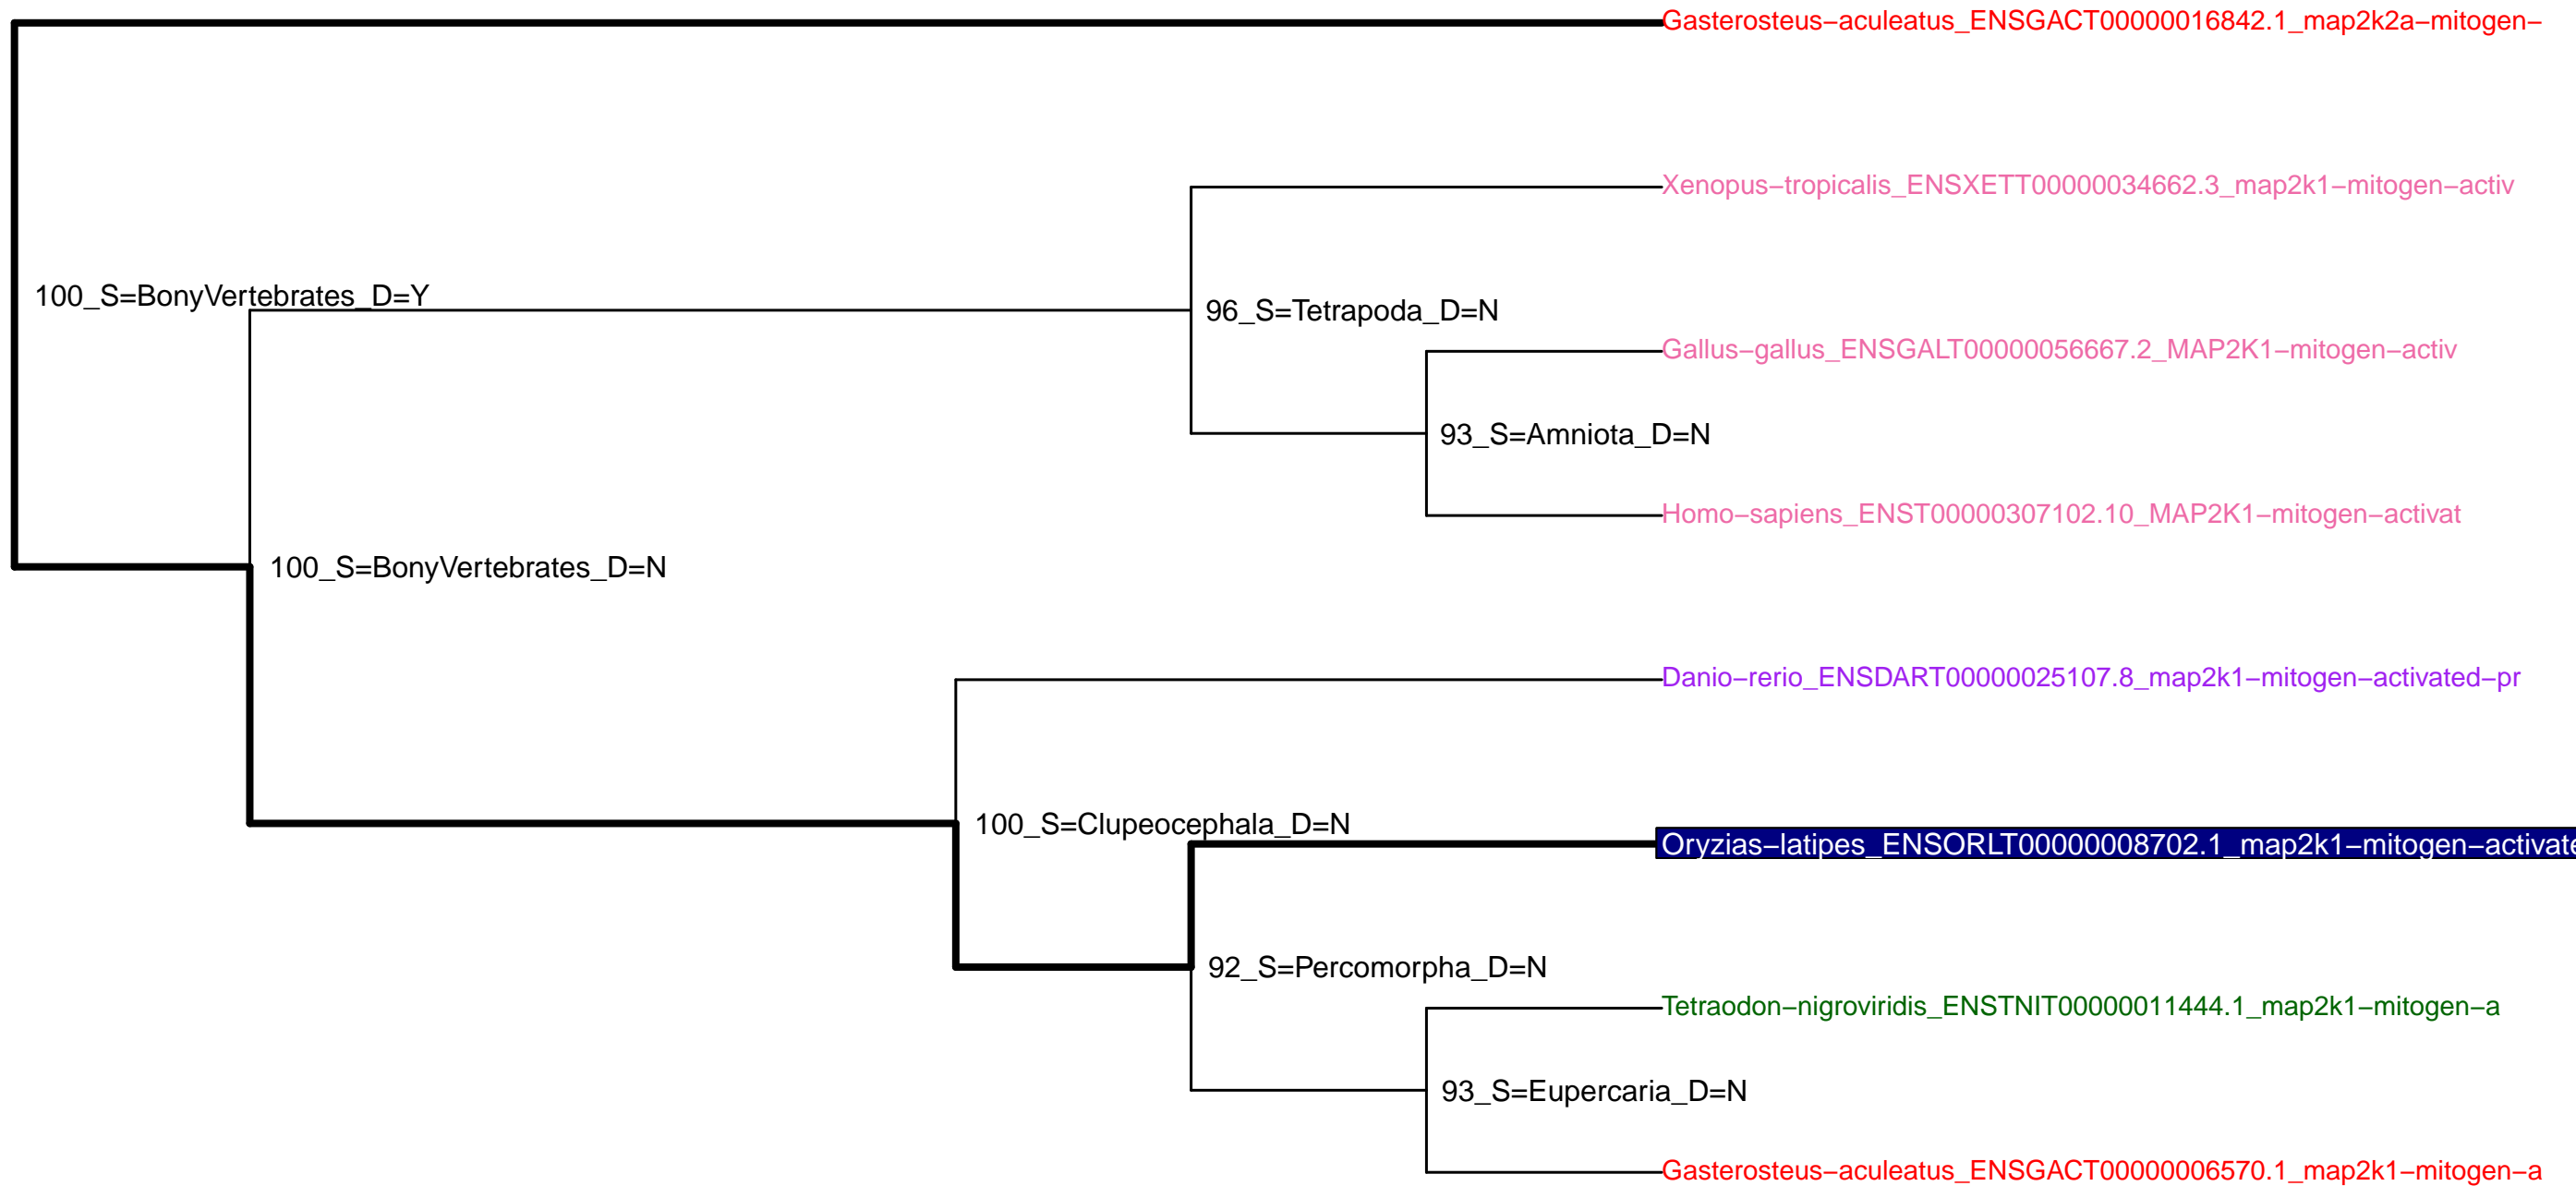 Gasterosteus−aculeatus_ENSGACT00000016842.1_map2k2a−mitogen−
Xenopus−tropicalis_ENSXETT00000034662.3_map2k1−mitogen−activ
100_S=BonyVertebrates_D=Y
96_S=Tetrapoda_D=N
Gallus−gallus_ENSGALT00000056667.2_MAP2K1−mitogen−activ
93_S=Amniota_D=N
Homo−sapiens_ENST00000307102.10_MAP2K1−mitogen−activat
100_S=BonyVertebrates_D=N
Danio−rerio_ENSDART00000025107.8_map2k1−mitogen−activated−pr
100_S=Clupeocephala_D=N
Oryzias−latipes_ENSORLT00000008702.1_map2k1−mitogen−activate
92_S=Percomorpha_D=N
Tetraodon−nigroviridis_ENSTNIT00000011444.1_map2k1−mitogen−a
93_S=Eupercaria_D=N
Gasterosteus−aculeatus_ENSGACT00000006570.1_map2k1−mitogen−a